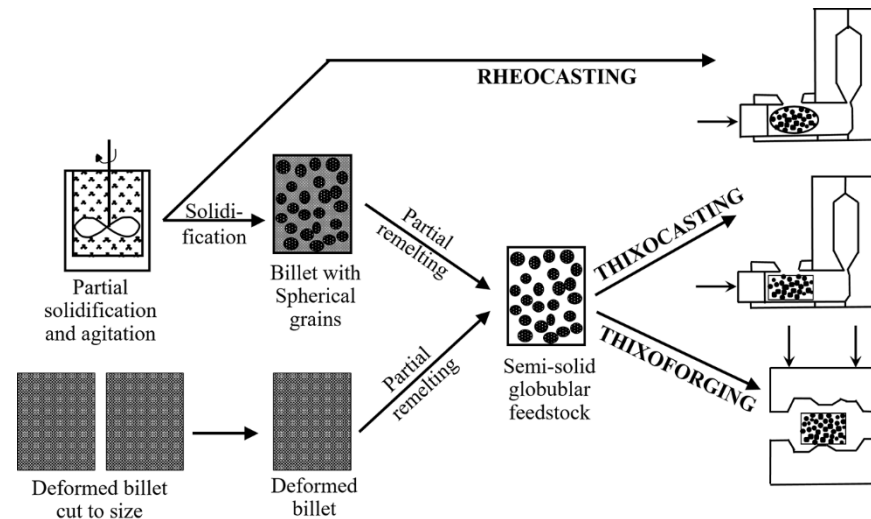 RHEOCASTING
Partial
solidification
and agitation
Solidi-
fication
Billet with
Spherical
grains
Partial
remelting
Partial
remelting
Semi-solid
globublar
feedstock
THIXOCASTING
THIXOFORGING
Deformed billet
cut to size
Deformed
billet